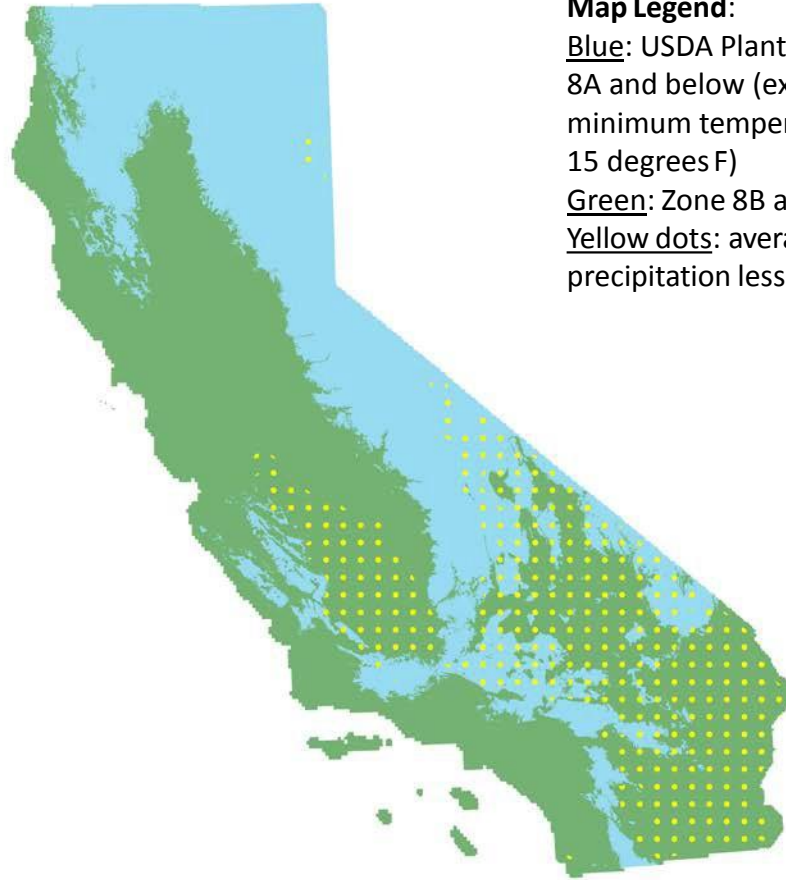 Map Legend:
Blue: USDA Plant
8A and below (ex
minimum temper
15 degrees F)
Green: Zone 8B a
Yellow dots: avera
precipitation less